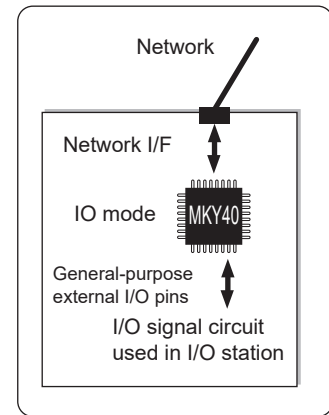 Network
Network I/F
IO mode
MKY40
General-purpose
external I/O pins
I/O signal circuit
used in I/O station